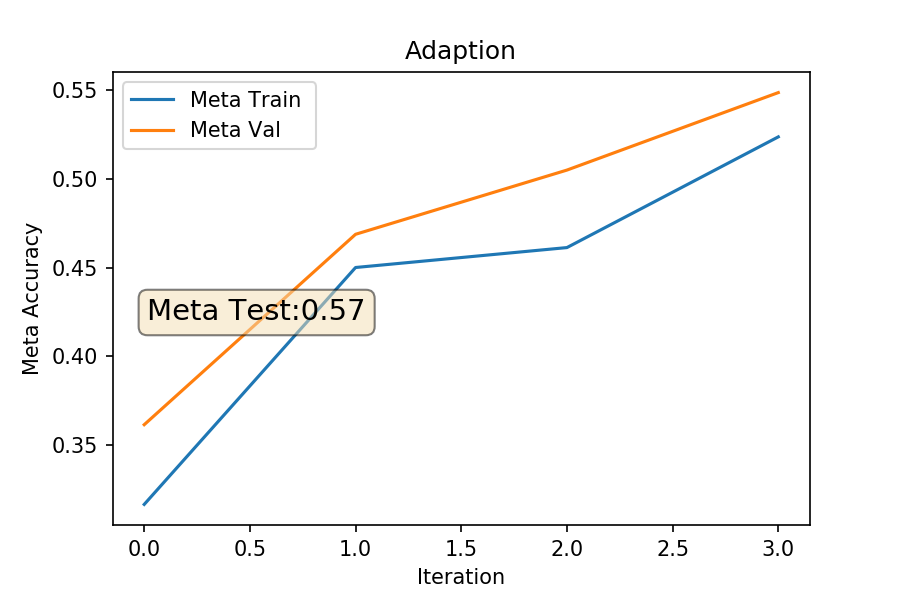 Adaption
Meta Train
Meta Val
Meta Test:0.57
0.55
0.50
0.45
0.40
0.35
Meta Accuracy
0.0 0.5 1.0 1.5 2.0 2.5 3.0
Iteration